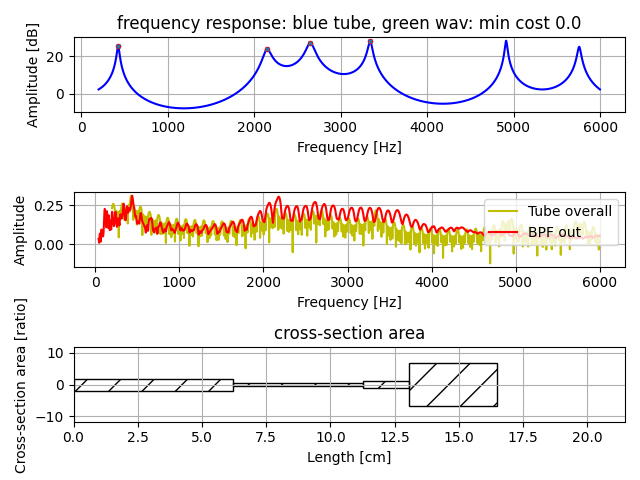 frequency response: blue tube, green wav: min cost 0.0
Amplitude [dB]
20
0
0 1000 2000 3000 4000 5000 6000
Frequency [Hz]
Amplitude
0.25
0.00
Tube overall
BPF out
0 1000 2000 3000 4000 5000 6000
Frequency [Hz]
cross-section area
Cross-section area [ratio]
10
0
−10
0.0 2.5 5.0 7.5 10.0 12.5 15.0 17.5 20.0
Length [cm]